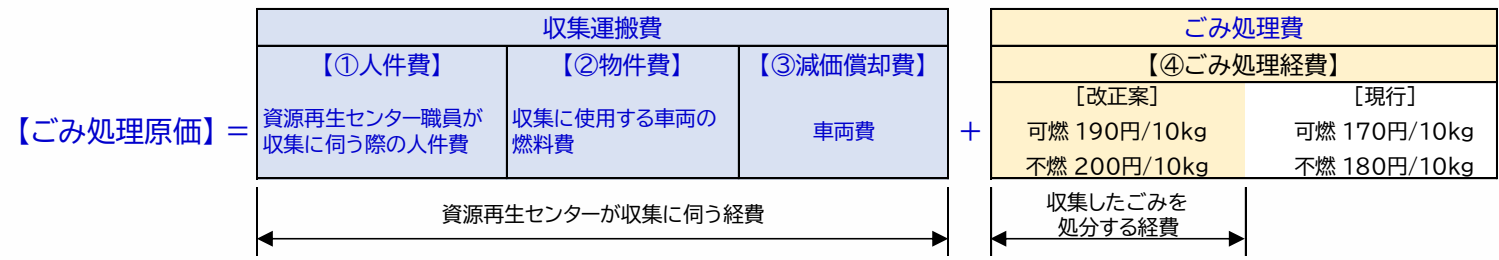 収集運搬費
ごみ処理費
【①人件費】
【②物件費】
【③減価償却費】
【④ごみ処理経費】
【ごみ処理原価】＝
資源再生センター職員が
収集に伺う際の人件費
収集に使用する車両の
燃料費
車両費
＋
［改正案］
可燃 190円/10kg
不燃 200円/10kg
［現行］
可燃 170円/10kg
不燃 180円/10kg
資源再生センターが収集に伺う経費
収集したごみを
処分する経費